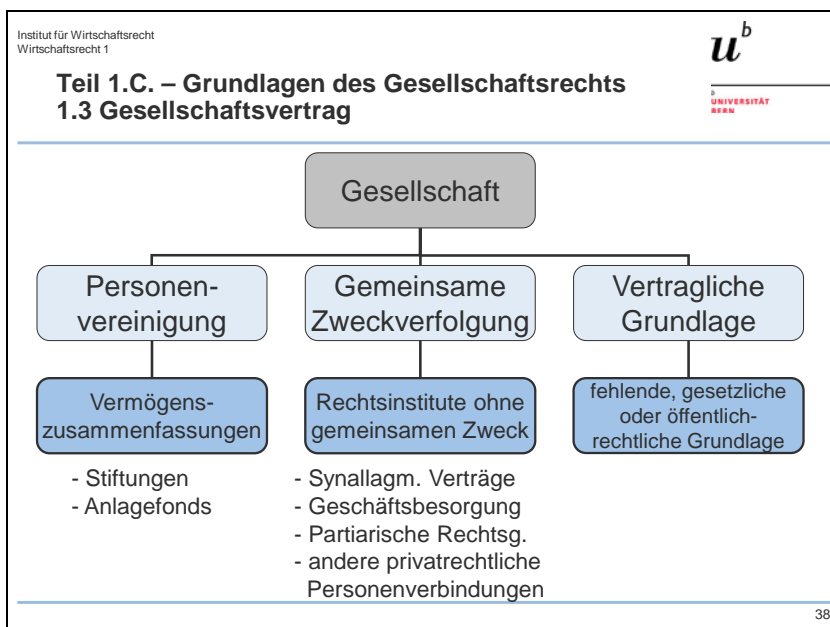 Institut für Wirtschaftsrecht
Wirtschaftsrecht 1
u^b
Teil 1.C. – Grundlagen des Gesellschaftsrechts
1.3 Gesellschaftsvertrag
b
UNIVERSITÄT
BERN
Gesellschaft
Personen-
vereinigung
Gemeinsame
Zweckverfolgung
Vertragliche
Grundlage
Vermögens-
zusammenfassungen
Rechtsinstitute ohne
gemeinsamen Zweck
fehlende, gesetzliche
oder öffentlich-
rechtliche Grundlage
- Stiftungen
- Anlagefonds
- Synallagm. Verträge
- Geschäftsbesorgung
- Partiarische Rechtsg.
- andere privatrechtliche
Personenverbindungen
38